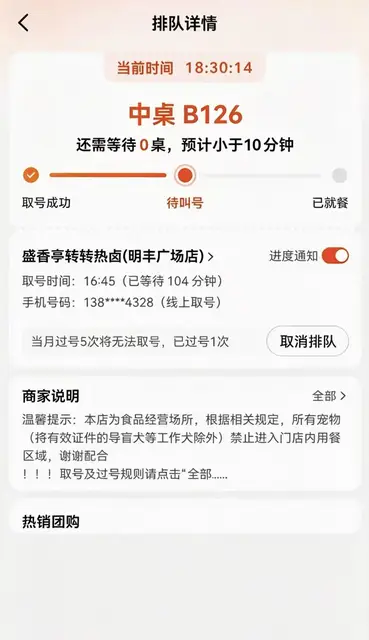 排队详情
当前时间 18:30:14
中桌 B126
还需等待 0 桌，预计小于10分钟
取号成功 待叫号 已就餐
盛香亭转转热卤(明丰广场店) 进度通知
取号时间：16:45（已等待 104 分钟）
手机号码：138****4328（线上取号）
当月过号5次将无法取号，已过号1次 取消排队
商家说明 全部
温馨提示：本店为食品经营场所，根据相关规定，所有宠物
（将有效证件的导盲犬等工作犬除外）禁止进入门店内用餐
区域，谢谢配合
！！！取号及过号规则请点击“全部......
热销团购